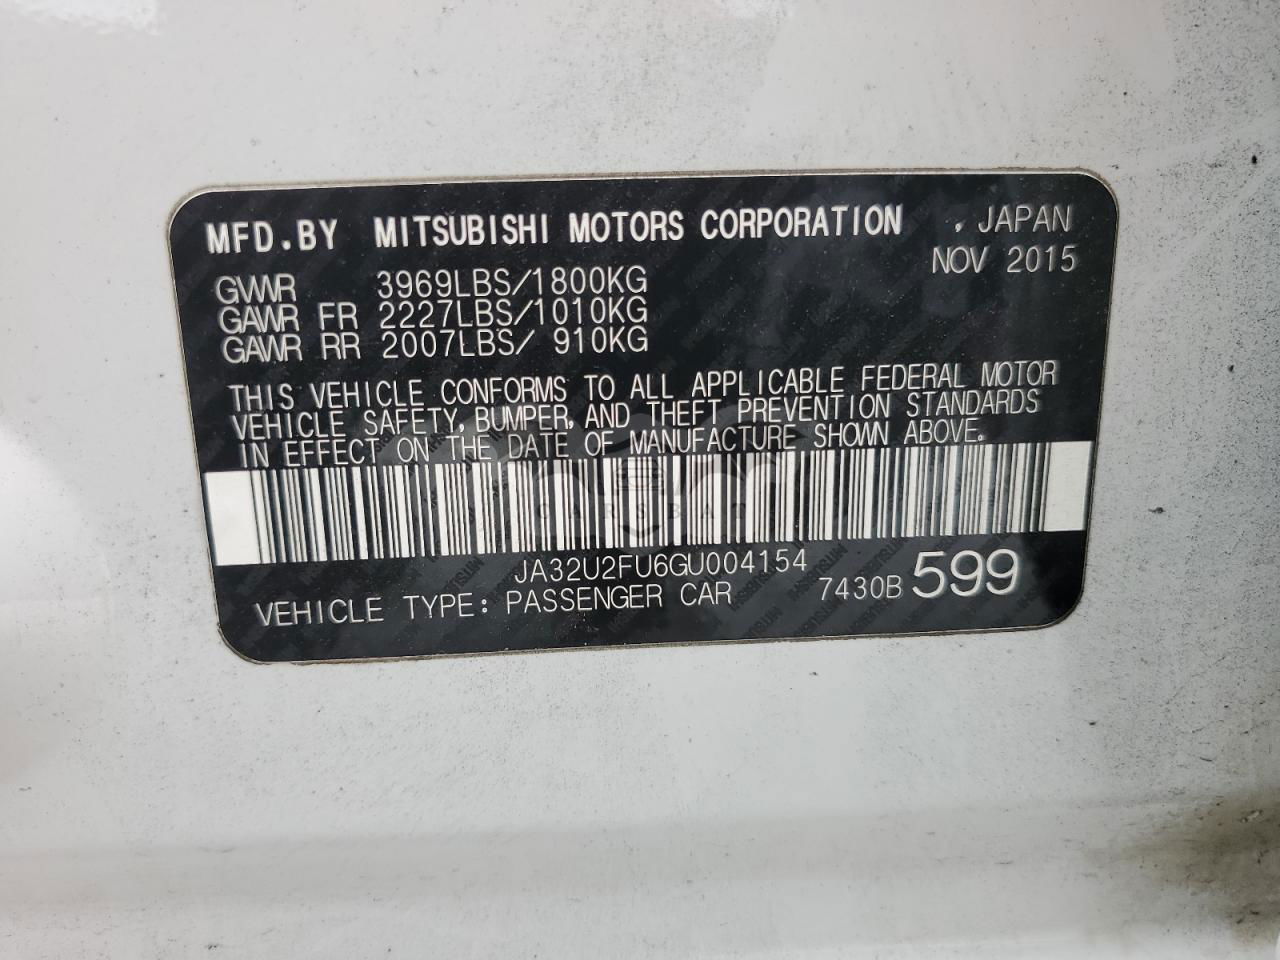 MFD.BY MITSUBISHI MOTORS CORPORATION , JAPAN
NOV 2015
GVWR 3969LBS/1800KG
GAWR FR 2227LBS/1010KG
GAWR RR 2007LBS/ 910KG
THIS VEHICLE CONFORMS TO ALL APPLICABLE FEDERAL MOTOR
VEHICLE SAFETY, BUMPER, AND THEFT PREVENTION STANDARDS
IN EFFECT ON THE DATE OF MANUFACTURE SHOWN ABOVE.
CARSBAD
JA32U2FU6GU004154
VEHICLE TYPE: PASSENGER CAR 7430B 599